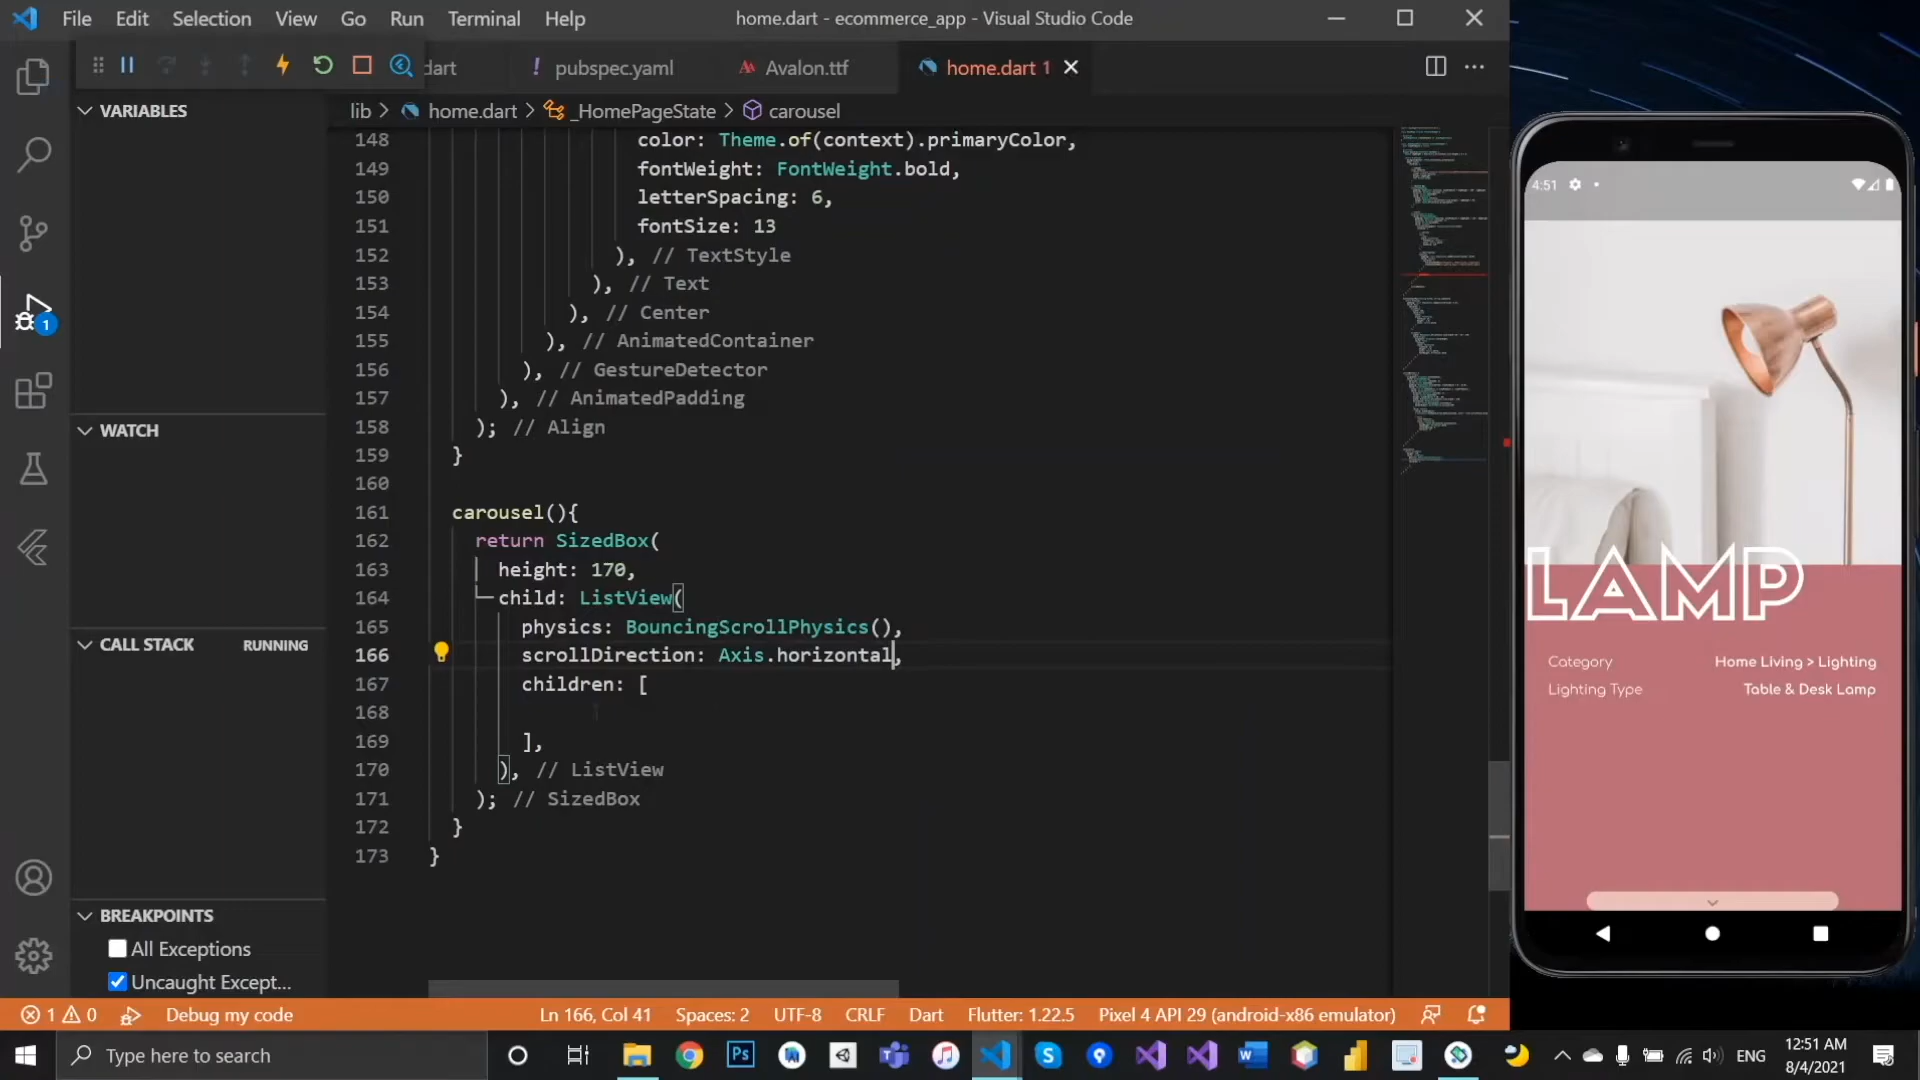 File Edit Selection View Go Run Terminal Help
home.dart - ecommerce_app - Visual Studio Code
dart
! pubspec.yaml
Avalon.ttf
home.dart 1
lib > home.dart > _HomePageState > carousel
VARIABLES
WATCH
CALL STACK RUNNING
BREAKPOINTS
All Exceptions
Uncaught Except...
1
148 color: Theme.of(context).primaryColor,
149 fontWeight: FontWeight.bold,
150 letterSpacing: 6,
151 fontSize: 13
152 ), // TextStyle
153 ), // Text
154 ), // Center
155 ), // AnimatedContainer
156 ), // GestureDetector
157 ), // AnimatedPadding
158 ); // Align
159 }
160
161 carousel(){
162 return SizedBox(
163 height: 170,
164 child: ListView(
165 physics: BouncingScrollPhysics(),
166 scrollDirection: Axis.horizontal,
167 children: [
168
169 ],
170 ), // ListView
171 ); // SizedBox
172 }
173 }
4:51
LAMP
Category Home Living > Lighting
Lighting Type Table & Desk Lamp
1 0 Debug my code Ln 166, Col 41 Spaces: 2 UTF-8 CRLF Dart Flutter: 1.22.5 Pixel 4 API 29 (android-x86 emulator)
Type here to search
Ps
ENG
12:51 AM
8/4/2021